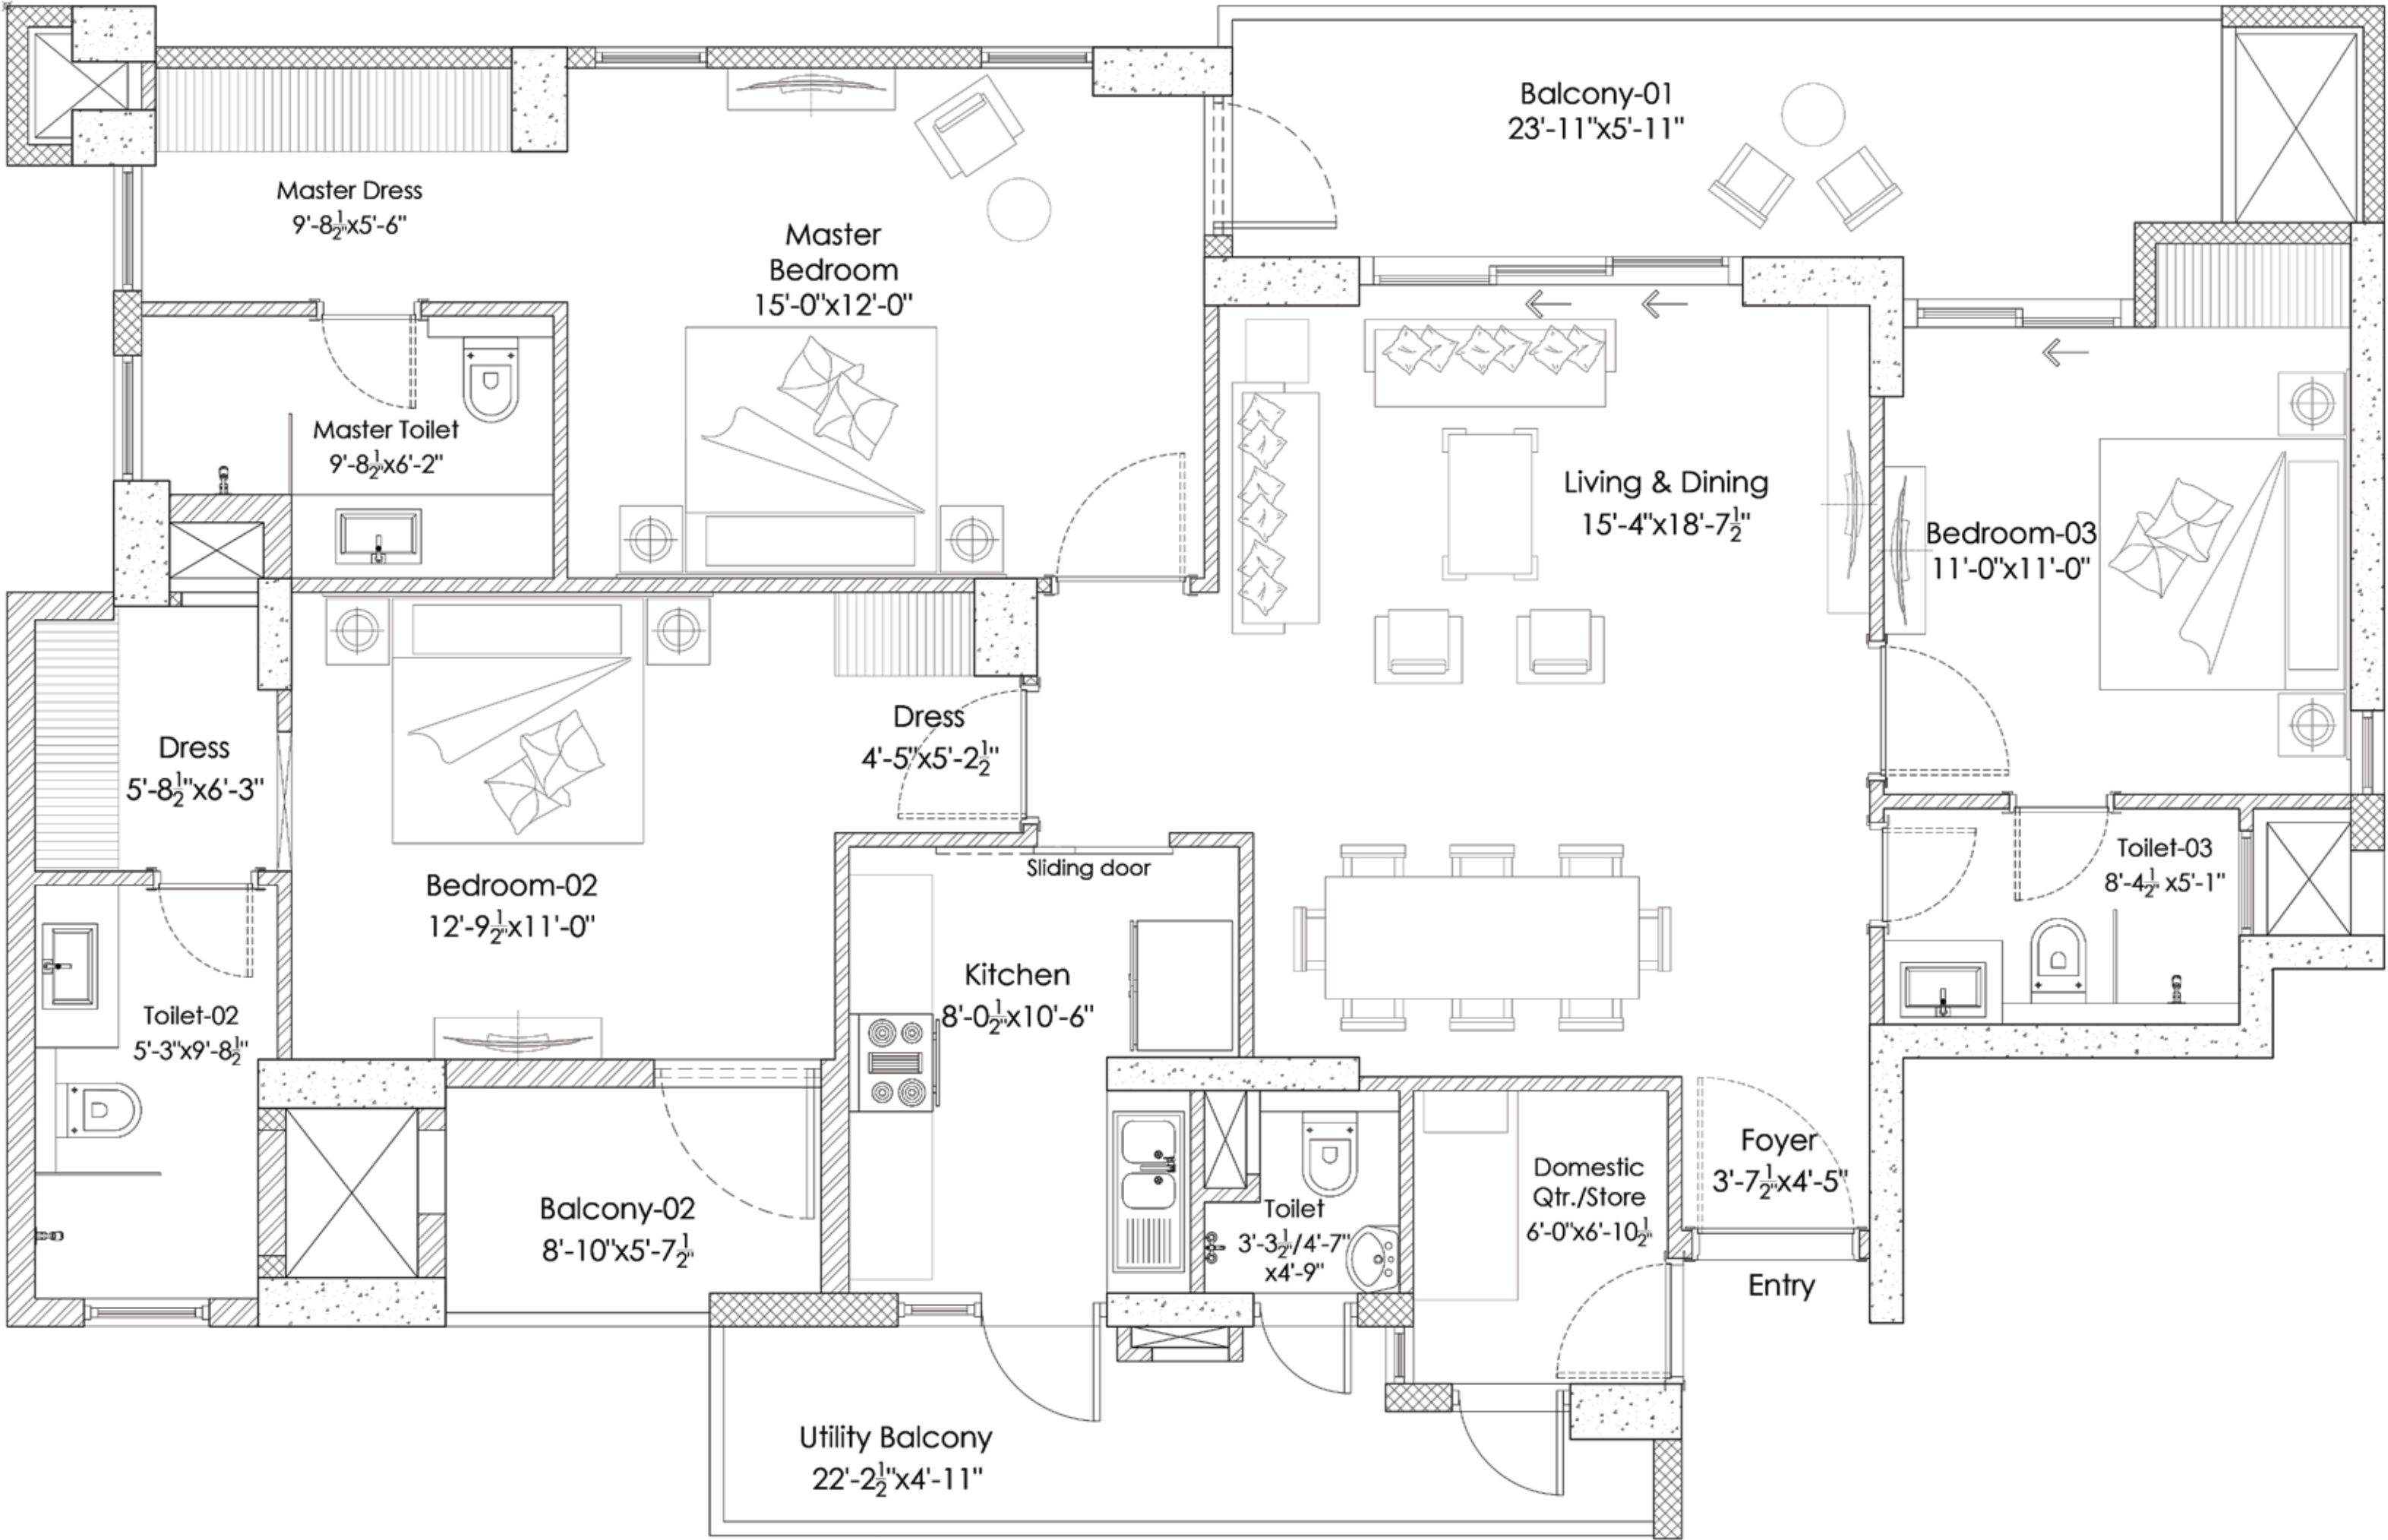 Balcony-01
23'-11"x5'-11"
Master Dress
9'-8½"x5'-6"
Master
Bedroom
15'-0"x12'-0"
Master Toilet
9'-8½"x6'-2"
Living & Dining
15'-4"x18'-7½"
Bedroom-03
11'-0"x11'-0"
Dress
5'-8½"x6'-3"
Dress
4'-5"x5'-2½"
Bedroom-02
12'-9½"x11'-0"
Sliding door
Toilet-03
8'-4½" x5'-1"
Kitchen
8'-0½"x10'-6"
Toilet-02
5'-3"x9'-8½"
Balcony-02
8'-10"x5'-7½"
Toilet
3'-3½"/4'-7"
x4'-9"
Domestic
Qtr./Store
6'-0"x6'-10½"
Foyer
3'-7½"x4'-5"
Entry
Utility Balcony
22'-2½"x4'-11"